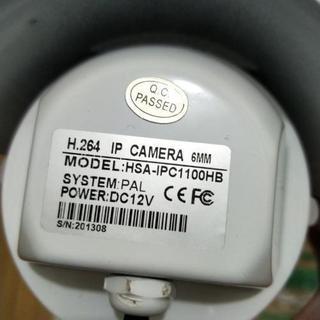 Q.C.
PASSED
H.264 IP CAMERA 6MM
MODEL:HSA-IPC1100HB
SYSTEM:PAL CE FC
POWER:DC12V
S/N:201308